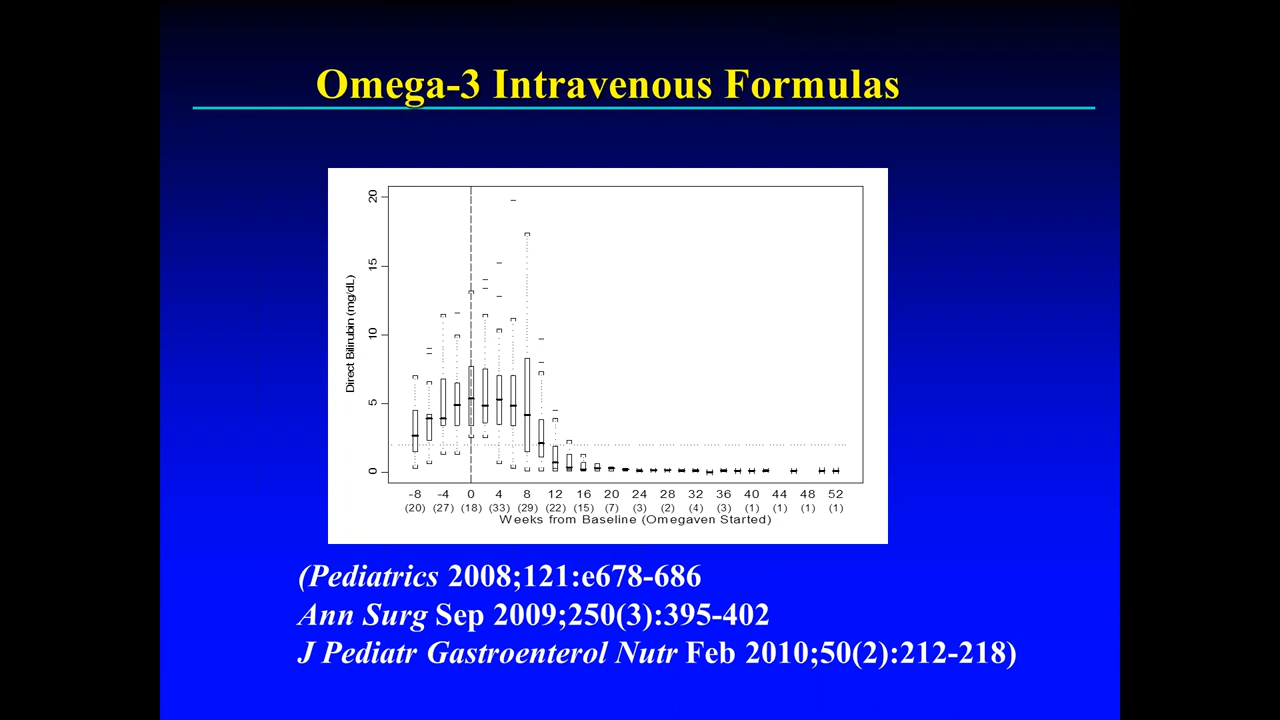 Omega-3 Intravenous Formulas
20
15
10
5
0
Direct Bilirubin (mg/dL)
-8 -4 0 4 8 12 16 20 24 28 32 36 40 44 48 52
(20) (27) (18) (33) (29) (22) (15) (7) (3) (2) (4) (3) (1) (1) (1) (1)
Weeks from Baseline (Omegaven Started)
(Pediatrics 2008;121:e678-686
Ann Surg Sep 2009;250(3):395-402
J Pediatr Gastroenterol Nutr Feb 2010;50(2):212-218)